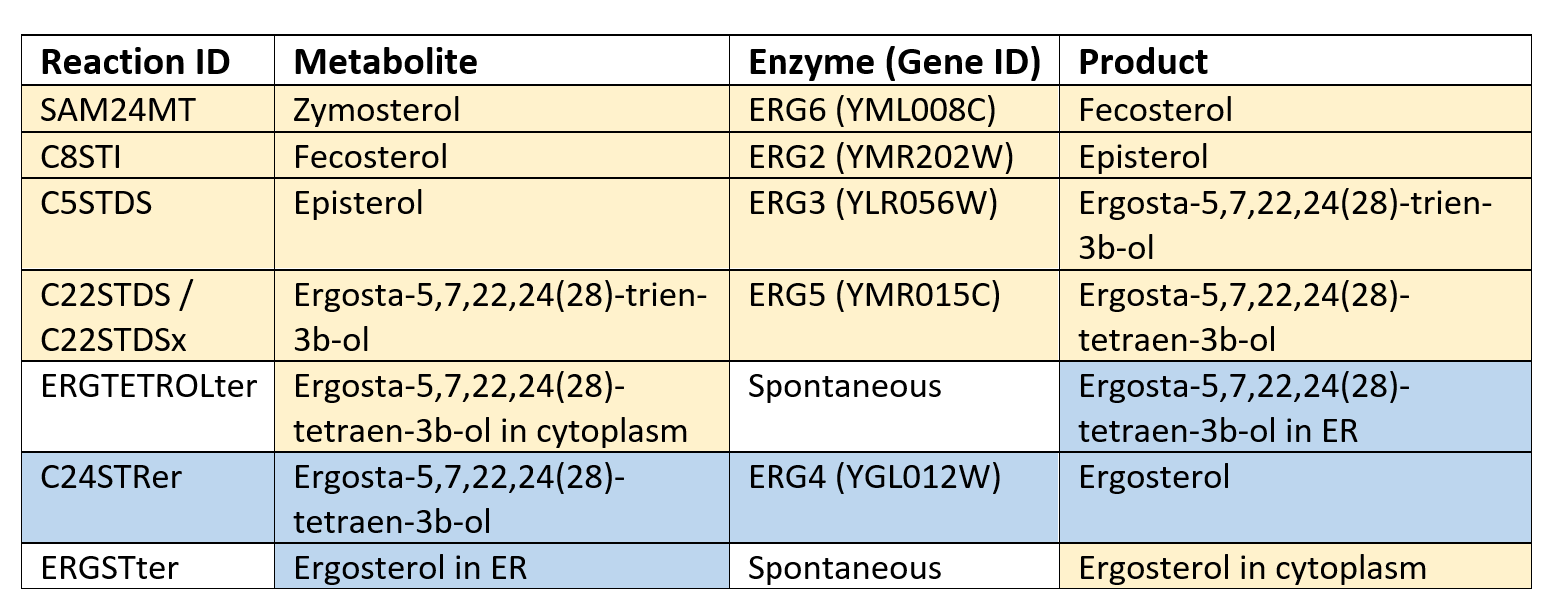 Reaction ID Metabolite Enzyme (Gene ID) Product
SAM24MT Zymosterol ERG6 (YML008C) Fecosterol
C8STI Fecosterol ERG2 (YMR202W) Episterol
C5STDS Episterol ERG3 (YLR056W) Ergosta-5,7,22,24(28)-trien-
3b-ol
C22STDS / Ergosta-5,7,22,24(28)-trien- ERG5 (YMR015C) Ergosta-5,7,22,24(28)-
C22STDSx 3b-ol tetraen-3b-ol
ERGTETROLter Ergosta-5,7,22,24(28)- Spontaneous Ergosta-5,7,22,24(28)-
tetraen-3b-ol in cytoplasm tetraen-3b-ol in ER
C24STRer Ergosta-5,7,22,24(28)- ERG4 (YGL012W) Ergosterol
tetraen-3b-ol
ERGSTter Ergosterol in ER Spontaneous Ergosterol in cytoplasm